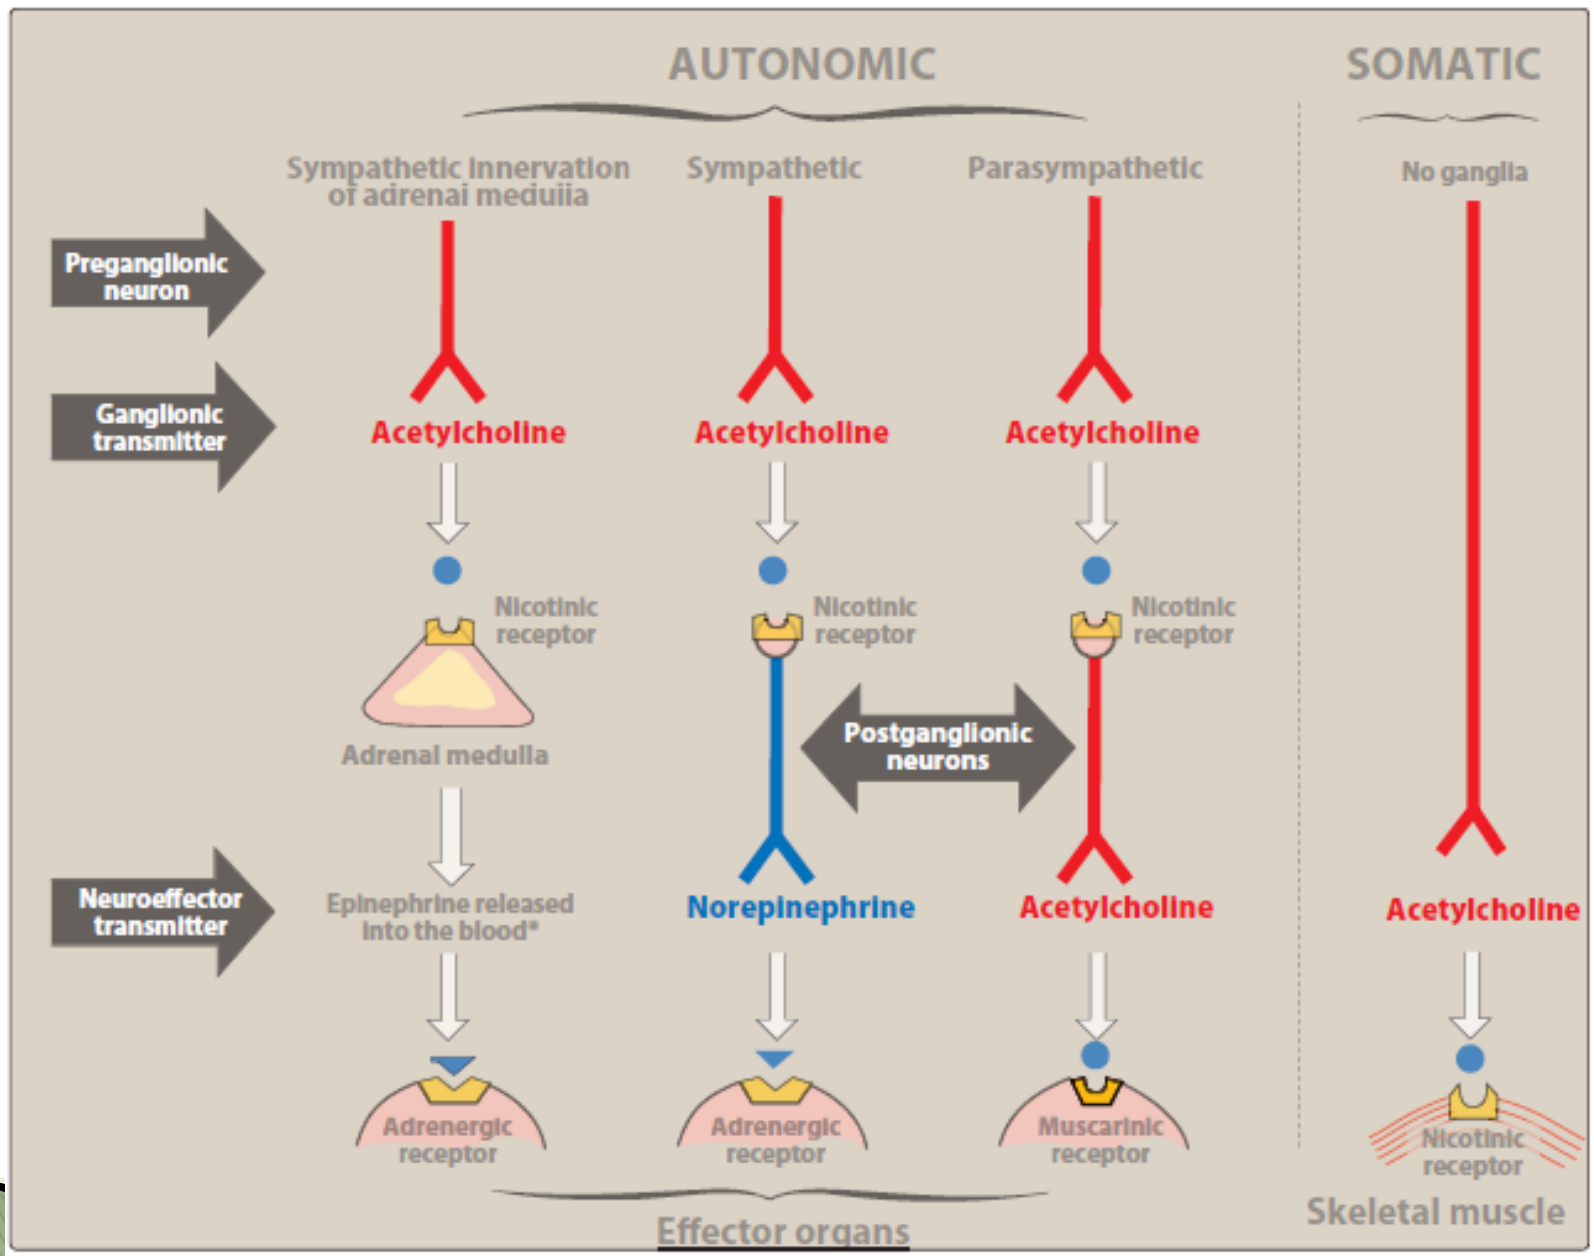 AUTONOMIC
SOMATIC
Sympathetic innervation
of adrenai meduiia
Sympathetic
Parasympathetic
No ganglia
Preganglionic
neuron
Ganglionic
transmitter
Acetylcholine
Acetylcholine
Acetylcholine
Nicotinic
receptor
Nicotinic
receptor
Nicotinic
receptor
Adrenal medulla
Postganglionic
neurons
Neuroeffector
transmitter
Epinephrine released
into the blood*
Norepinephrine
Acetylcholine
Acetylcholine
Adrenergic
receptor
Adrenergic
receptor
Muscarinic
receptor
Nicotinic
receptor
Skeletal muscle
Effector organs